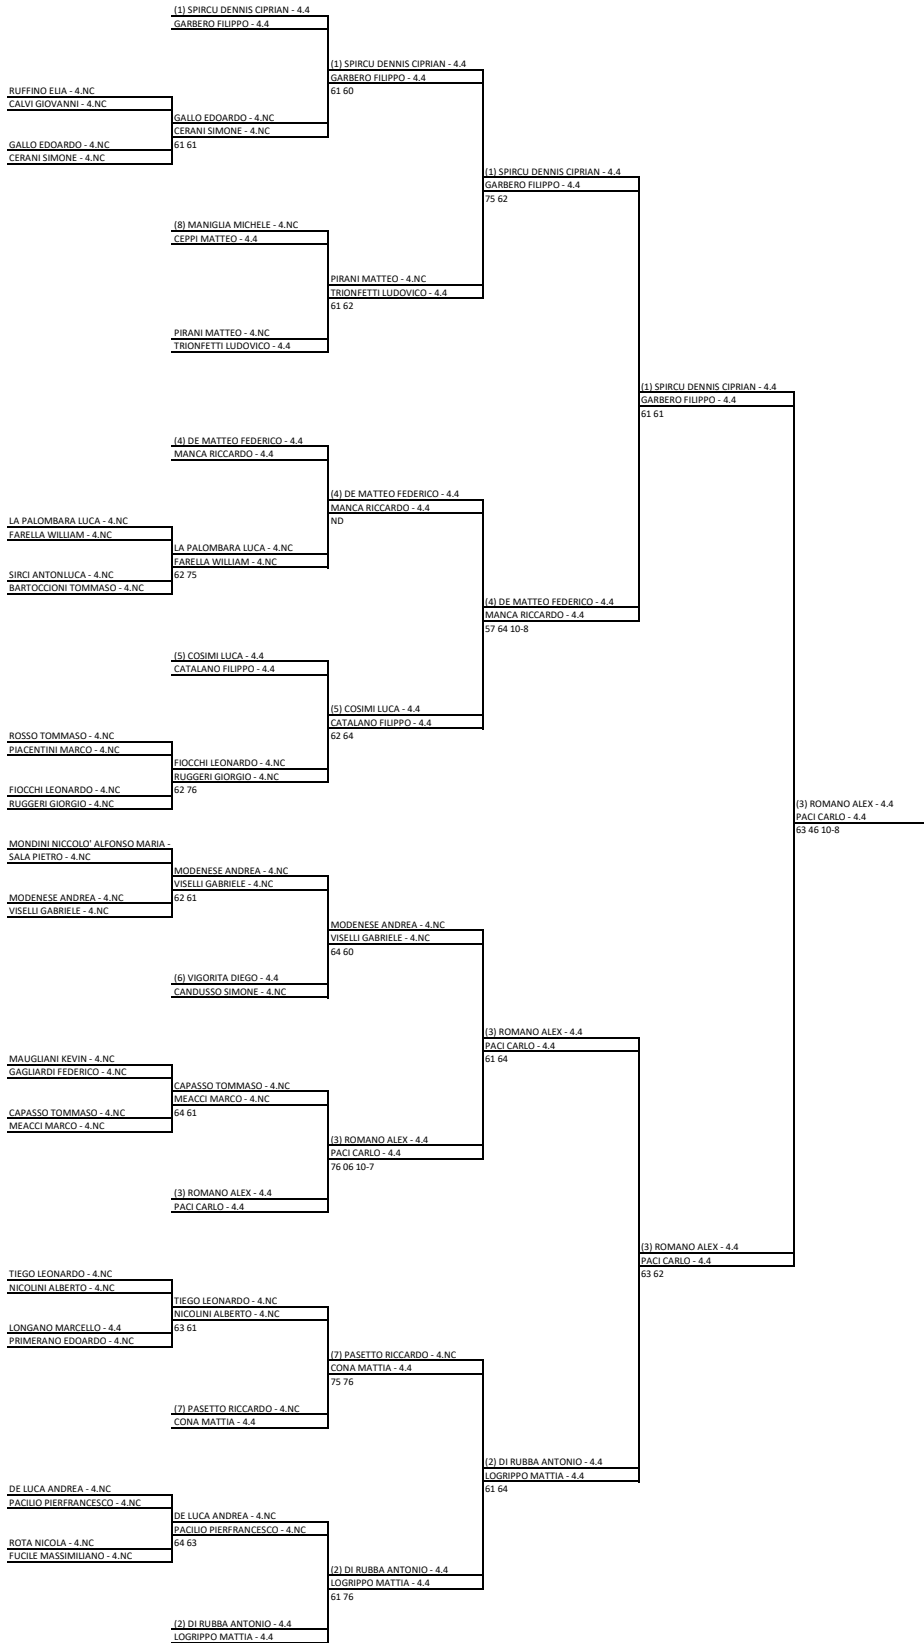 (1) SPIRCU DENNIS CIPRIAN - 4.4
GARBERO FILIPPO - 4.4
(1) SPIRCU DENNIS CIPRIAN - 4.4
GARBERO FILIPPO - 4.4
61 60
RUFFINO ELIA - 4.NC
CALVI GIOVANNI - 4.NC
GALLO EDOARDO - 4.NC
CERANI SIMONE - 4.NC
61 61
GALLO EDOARDO - 4.NC
CERANI SIMONE - 4.NC
(1) SPIRCU DENNIS CIPRIAN - 4.4
GARBERO FILIPPO - 4.4
75 62
(8) MANIGLIA MICHELE - 4.NC
CEPPI MATTEO - 4.4
PIRANI MATTEO - 4.NC
TRIONFETTI LUDOVICO - 4.4
61 62
PIRANI MATTEO - 4.NC
TRIONFETTI LUDOVICO - 4.4
(1) SPIRCU DENNIS CIPRIAN - 4.4
GARBERO FILIPPO - 4.4
61 61
(4) DE MATTEO FEDERICO - 4.4
MANCA RICCARDO - 4.4
(4) DE MATTEO FEDERICO - 4.4
MANCA RICCARDO - 4.4
ND
LA PALOMBARA LUCA - 4.NC
FARELLA WILLIAM - 4.NC
LA PALOMBARA LUCA - 4.NC
FARELLA WILLIAM - 4.NC
62 75
SIRCI ANTONLUCA - 4.NC
BARTOCCIONI TOMMASO - 4.NC
(4) DE MATTEO FEDERICO - 4.4
MANCA RICCARDO - 4.4
57 64 10-8
(5) COSIMI LUCA - 4.4
CATALANO FILIPPO - 4.4
(5) COSIMI LUCA - 4.4
CATALANO FILIPPO - 4.4
62 64
ROSSO TOMMASO - 4.NC
PIACENTINI MARCO - 4.NC
FIOCCHI LEONARDO - 4.NC
RUGGERI GIORGIO - 4.NC
62 76
FIOCCHI LEONARDO - 4.NC
RUGGERI GIORGIO - 4.NC
(3) ROMANO ALEX - 4.4
PACI CARLO - 4.4
63 46 10-8
MONDINI NICCOLO' ALFONSO MARIA -
SALA PIETRO - 4.NC
MODENESE ANDREA - 4.NC
VISELLI GABRIELE - 4.NC
62 61
MODENESE ANDREA - 4.NC
VISELLI GABRIELE - 4.NC
MODENESE ANDREA - 4.NC
VISELLI GABRIELE - 4.NC
64 60
(6) VIGORITA DIEGO - 4.4
CANDUSSO SIMONE - 4.NC
(3) ROMANO ALEX - 4.4
PACI CARLO - 4.4
61 64
MAUGLIANI KEVIN - 4.NC
GAGLIARDI FEDERICO - 4.NC
CAPASSO TOMMASO - 4.NC
MEACCI MARCO - 4.NC
64 61
CAPASSO TOMMASO - 4.NC
MEACCI MARCO - 4.NC
(3) ROMANO ALEX - 4.4
PACI CARLO - 4.4
76 06 10-7
(3) ROMANO ALEX - 4.4
PACI CARLO - 4.4
(3) ROMANO ALEX - 4.4
PACI CARLO - 4.4
63 62
TIEGO LEONARDO - 4.NC
NICOLINI ALBERTO - 4.NC
TIEGO LEONARDO - 4.NC
NICOLINI ALBERTO - 4.NC
63 61
LONGANO MARCELLO - 4.4
PRIMERANO EDOARDO - 4.NC
(7) PASETTO RICCARDO - 4.NC
CONA MATTIA - 4.4
75 76
(7) PASETTO RICCARDO - 4.NC
CONA MATTIA - 4.4
(2) DI RUBBA ANTONIO - 4.4
LOGRIPPO MATTIA - 4.4
61 64
DE LUCA ANDREA - 4.NC
PACILIO PIERFRANCESCO - 4.NC
DE LUCA ANDREA - 4.NC
PACILIO PIERFRANCESCO - 4.NC
64 63
ROTA NICOLA - 4.NC
FUCILE MASSIMILIANO - 4.NC
(2) DI RUBBA ANTONIO - 4.4
LOGRIPPO MATTIA - 4.4
61 76
(2) DI RUBBA ANTONIO - 4.4
LOGRIPPO MATTIA - 4.4